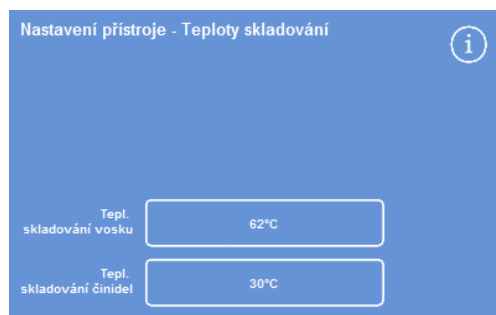 Nastavení přístroje - Teploty skladování
i
Tepl.
skladování vosku
62°C
Tepl.
skladování činidel
30°C